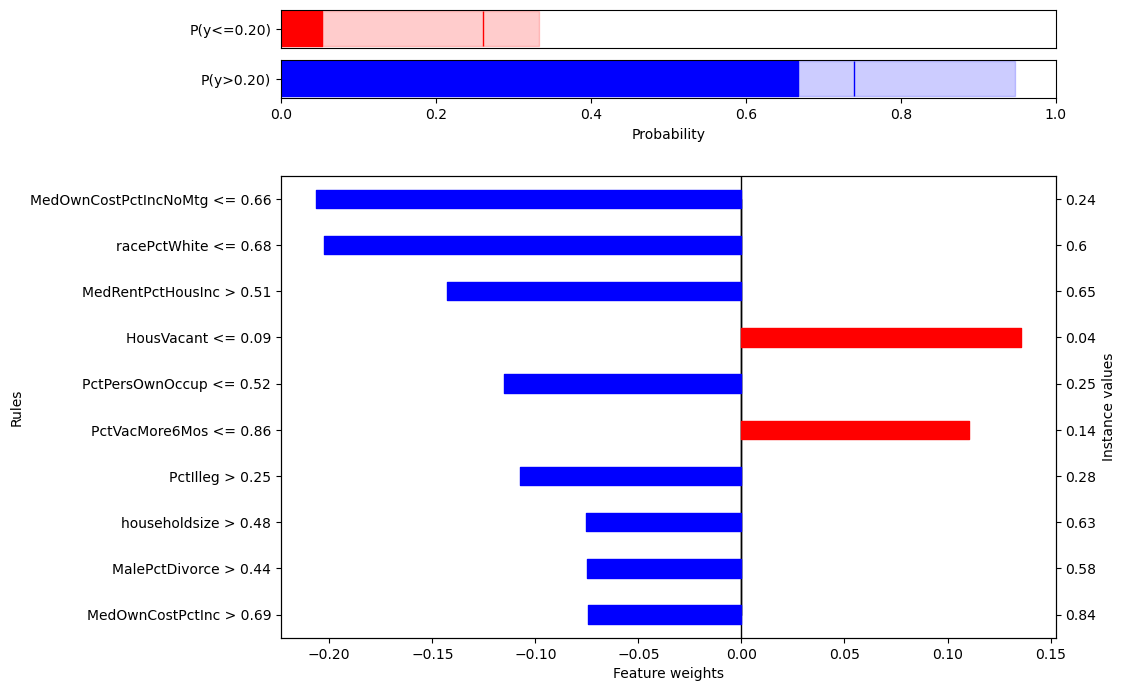 P(y<=0.20)
P(y>0.20)
0.0 0.2 0.4 0.6 0.8 1.0
Probability
Rules
MedOwnCostPctIncNoMtg <= 0.66 0.24
racePctWhite <= 0.68 0.6
MedRentPctHousInc > 0.51 0.65
HousVacant <= 0.09 0.04
PctPersOwnOccup <= 0.52 0.25
PctVacMore6Mos <= 0.86 0.14
PctIlleg > 0.25 0.28
householdsize > 0.48 0.63
MalePctDivorce > 0.44 0.58
MedOwnCostPctInc > 0.69 0.84
Instance values
−0.20 −0.15 −0.10 −0.05 0.00 0.05 0.10 0.15
Feature weights